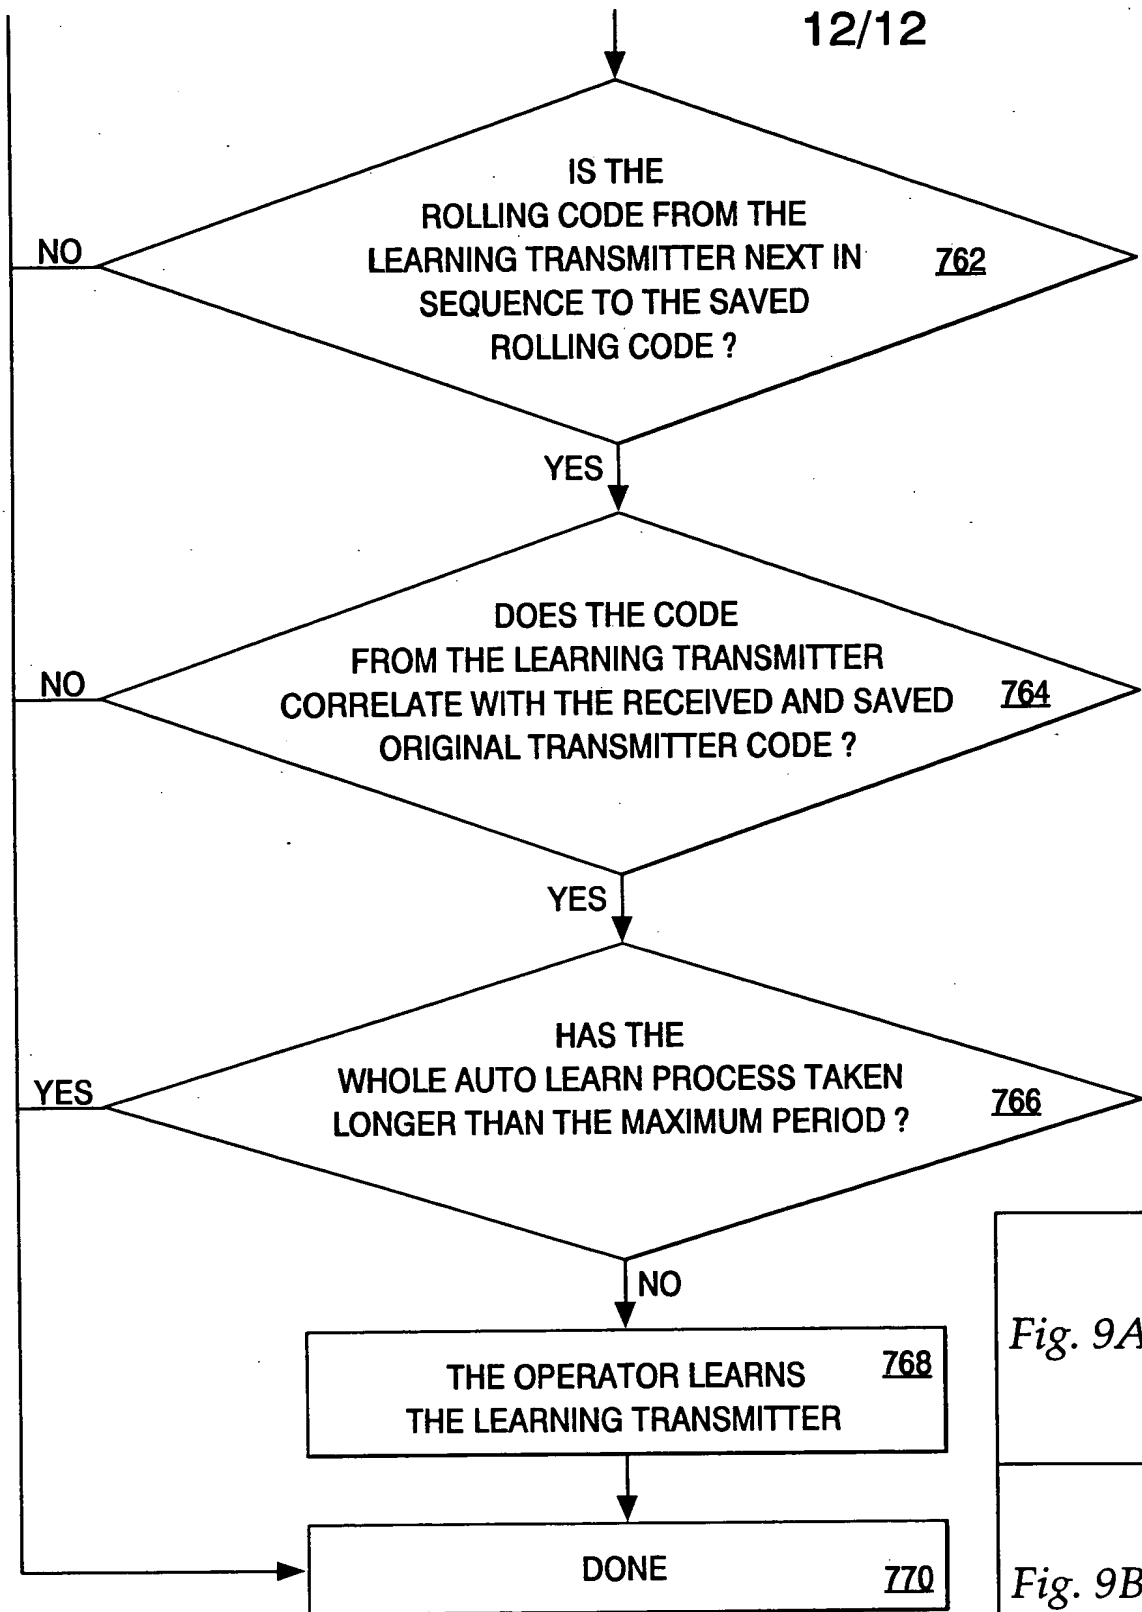 12/12
IS THE
ROLLING CODE FROM THE
LEARNING TRANSMITTER NEXT IN
SEQUENCE TO THE SAVED
ROLLING CODE ?
762
NO
YES
DOES THE CODE
FROM THE LEARNING TRANSMITTER
CORRELATE WITH THE RECEIVED AND SAVED
ORIGINAL TRANSMITTER CODE ?
764
NO
YES
HAS THE
WHOLE AUTO LEARN PROCESS TAKEN
LONGER THAN THE MAXIMUM PERIOD ?
766
YES
NO
THE OPERATOR LEARNS
THE LEARNING TRANSMITTER
768
DONE
770
Fig. 9A
Fig. 9B